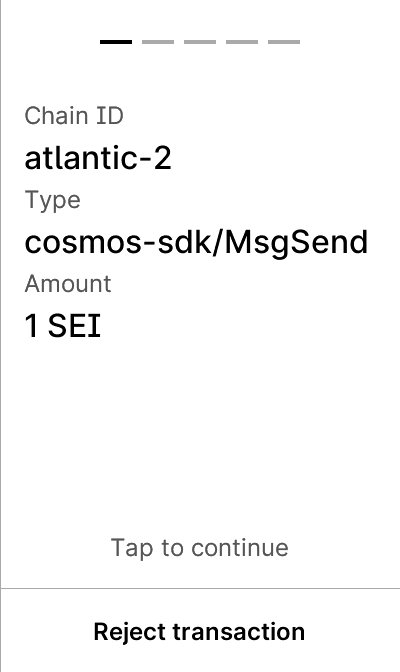 Chain ID
atlantic-2
Type
cosmos-sdk/MsgSend
Amount
1 SEI
Tap to continue
Reject transaction